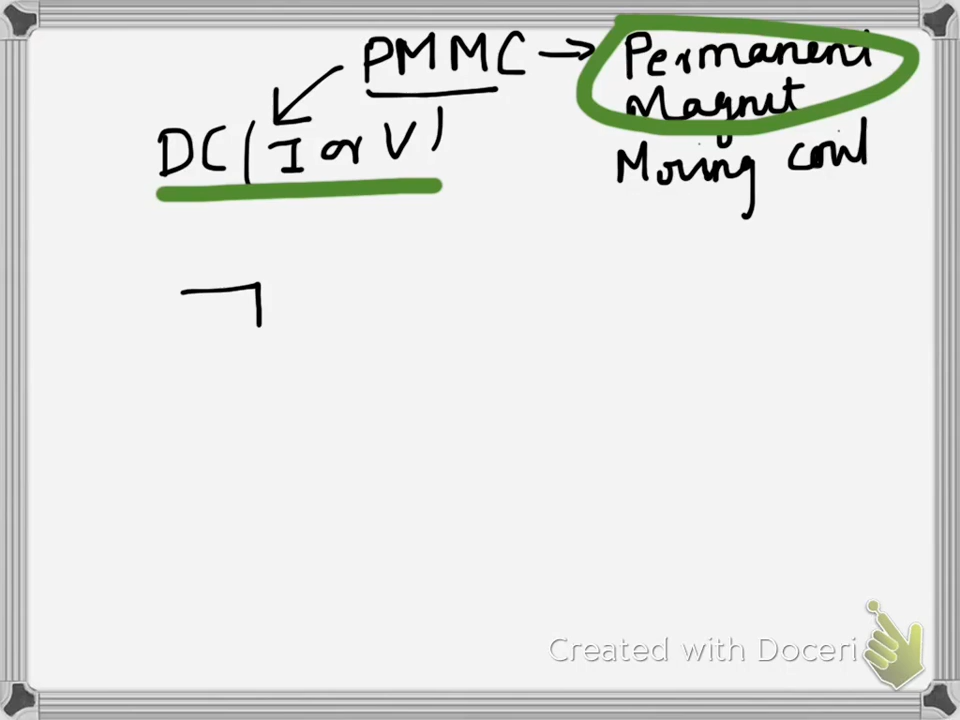 PMMC → Permanent
Magnet
DC (I or V)
Moving coil
Created with Doceri